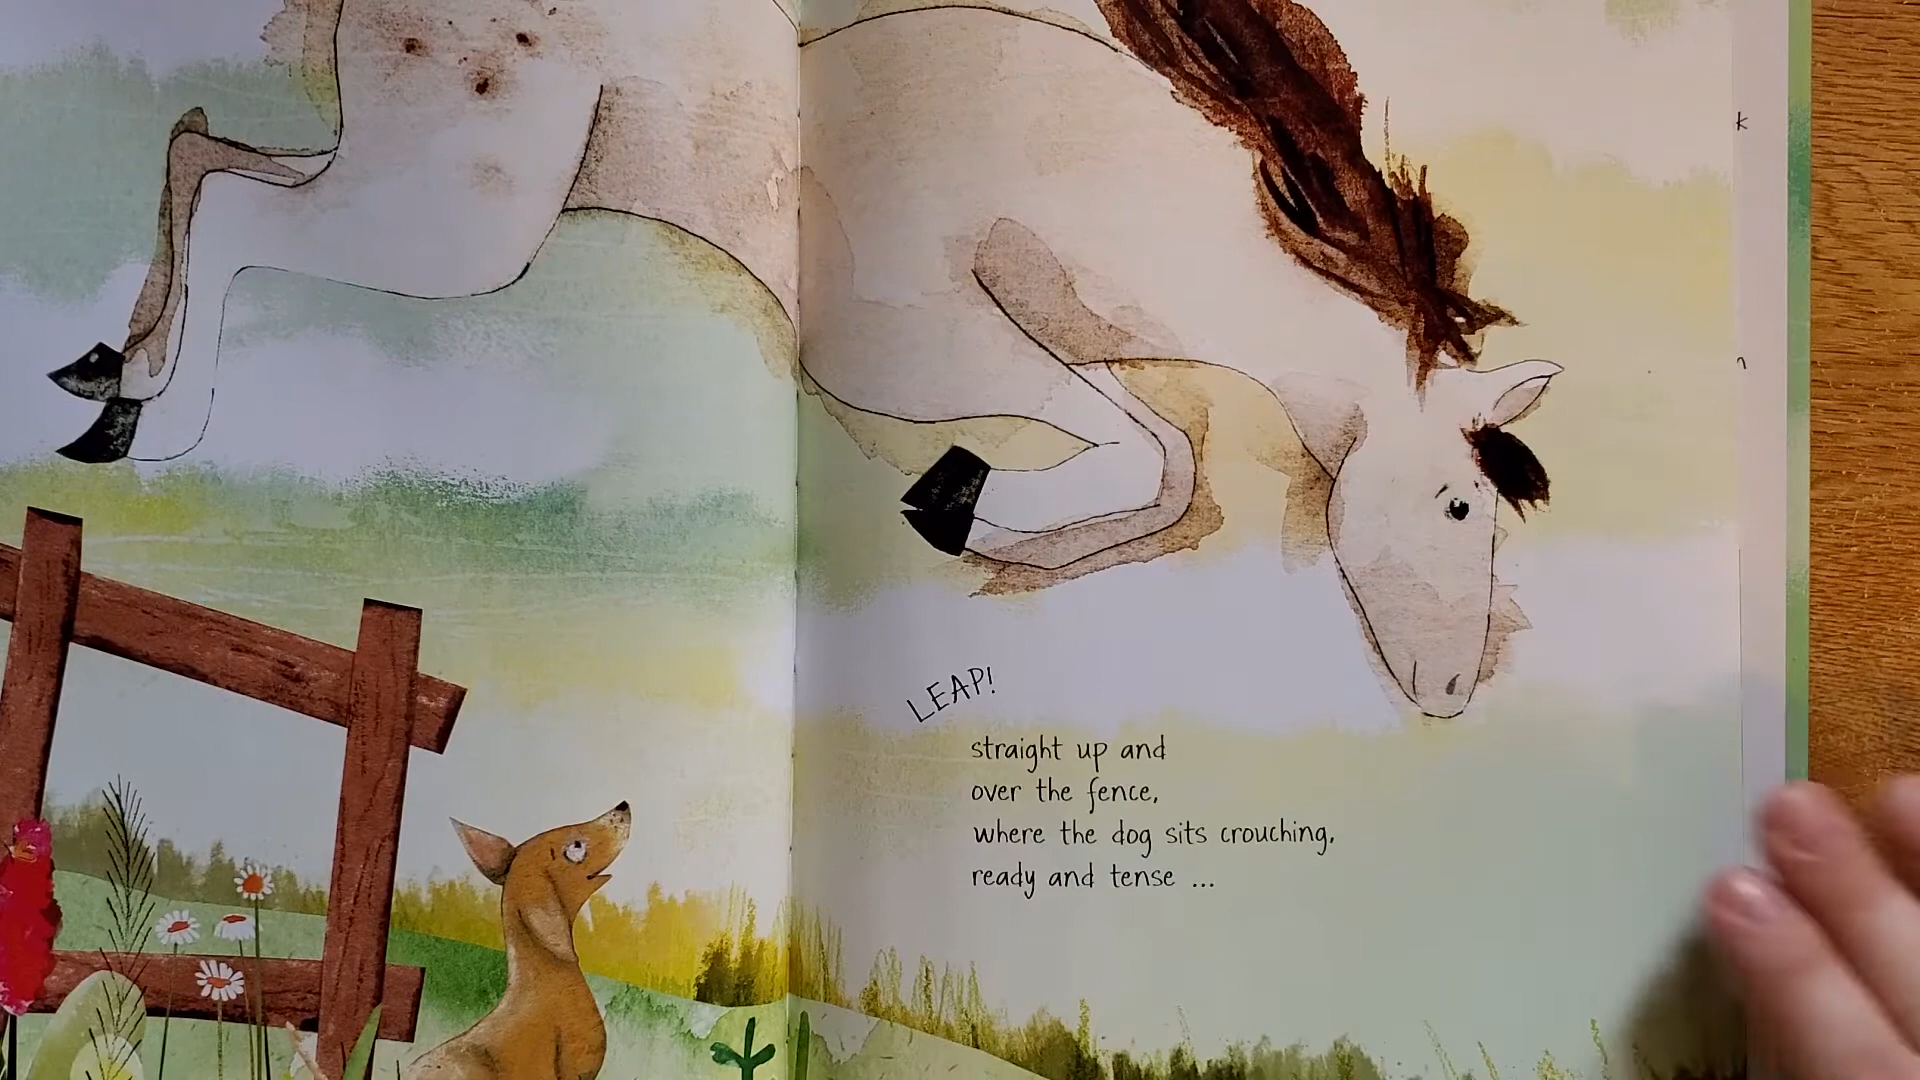 LEAP!
straight up and
over the fence,
where the dog sits crouching,
ready and tense ...
k